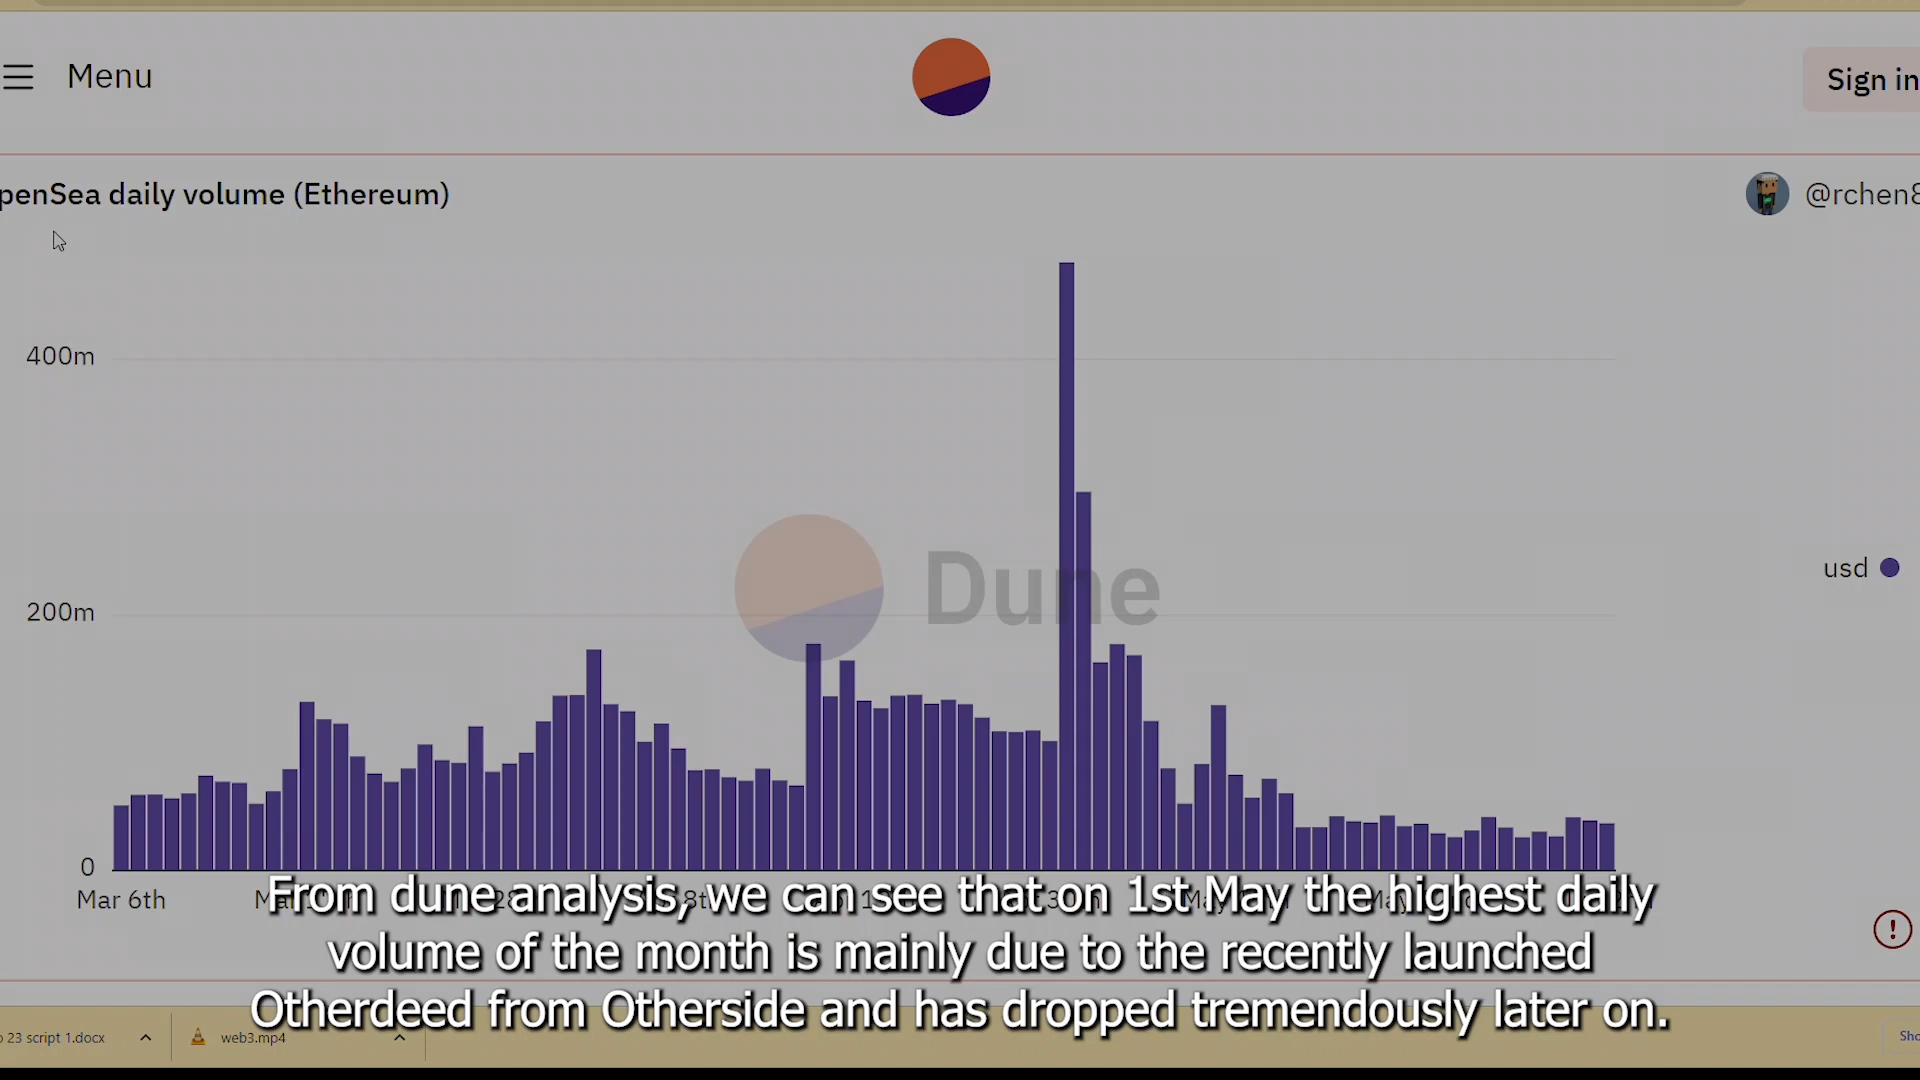 Menu
Sign in
penSea daily volume (Ethereum)
@rchen8
400m
Dune
usd
200m
0
Mar 6th
From dune analysis, we can see that on 1st May the highest daily
volume of the month is mainly due to the recently launched
Otherdeed from Otherside and has dropped tremendously later on.
23 script 1.docx
web3.mp4
Sho